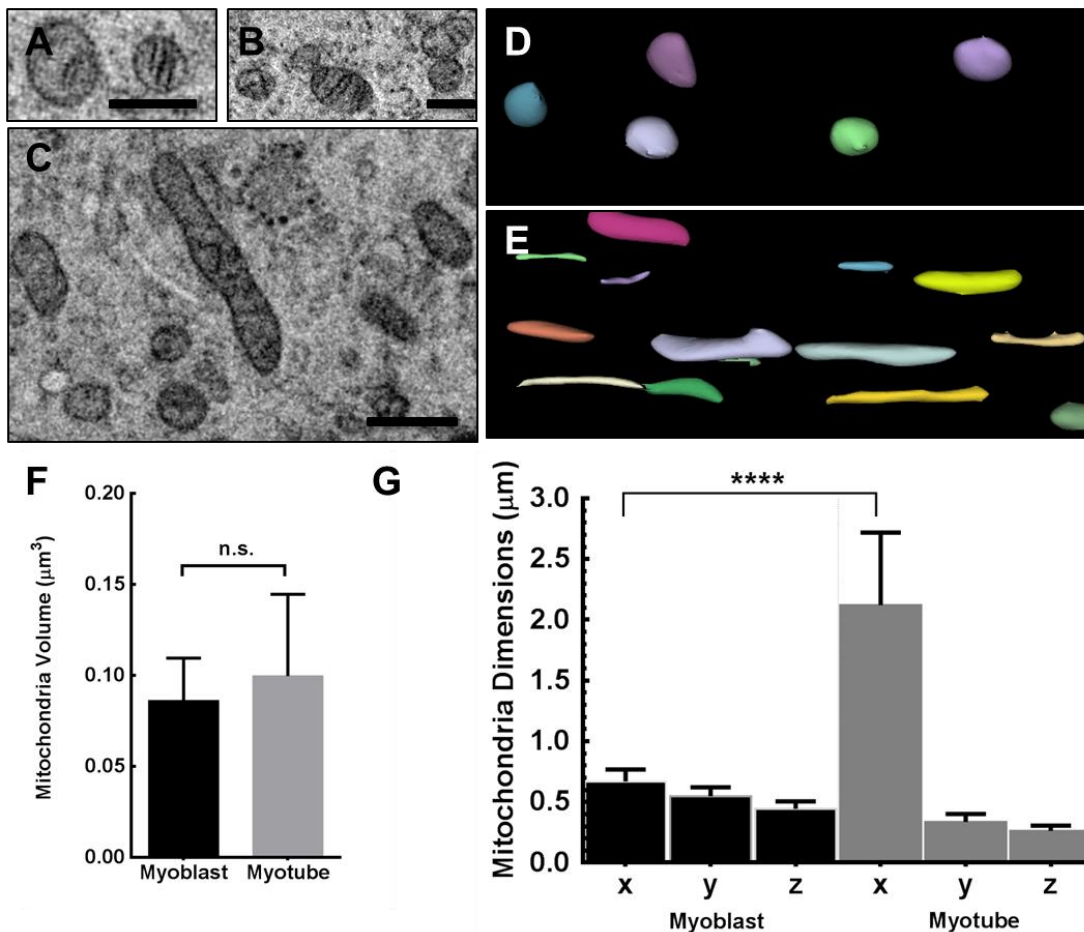 A
B
C
D
E
F
Mitochondria Volume (μm³)
0.20
0.15
0.10
0.05
0.00
n.s.
Myoblast Myotube
G
Mitochondria Dimensions (μm)
3.0
2.5
2.0
1.5
1.0
0.5
0.0
****
x y z x y z
Myoblast Myotube